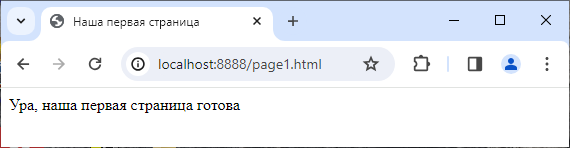 Наша первая страница
localhost:8888/page1.html
Ура, наша первая страница готова